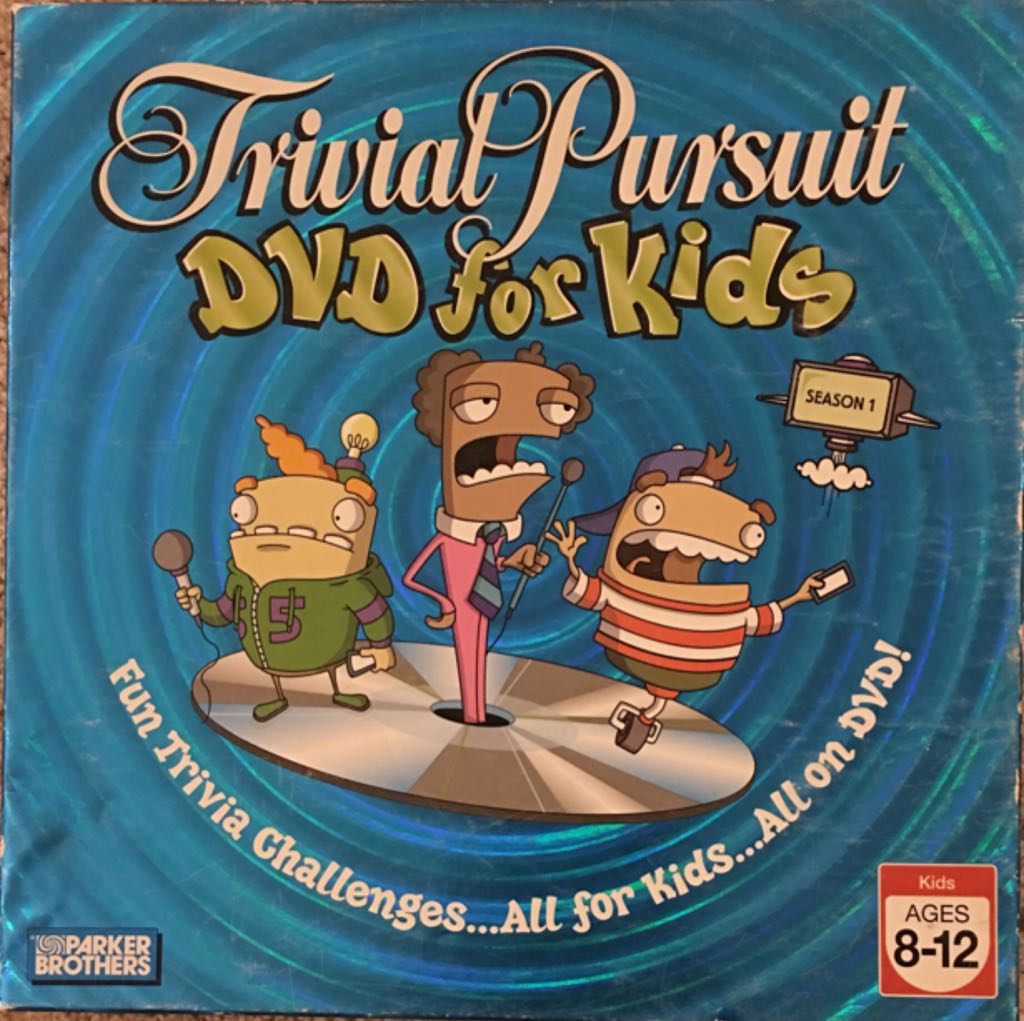 Trivial Pursuit
DVD for Kids
SEASON 1
5
Fun Trivia Challenges...All for Kids...All on DVD!
Kids
AGES
8-12
PARKER
BROTHERS